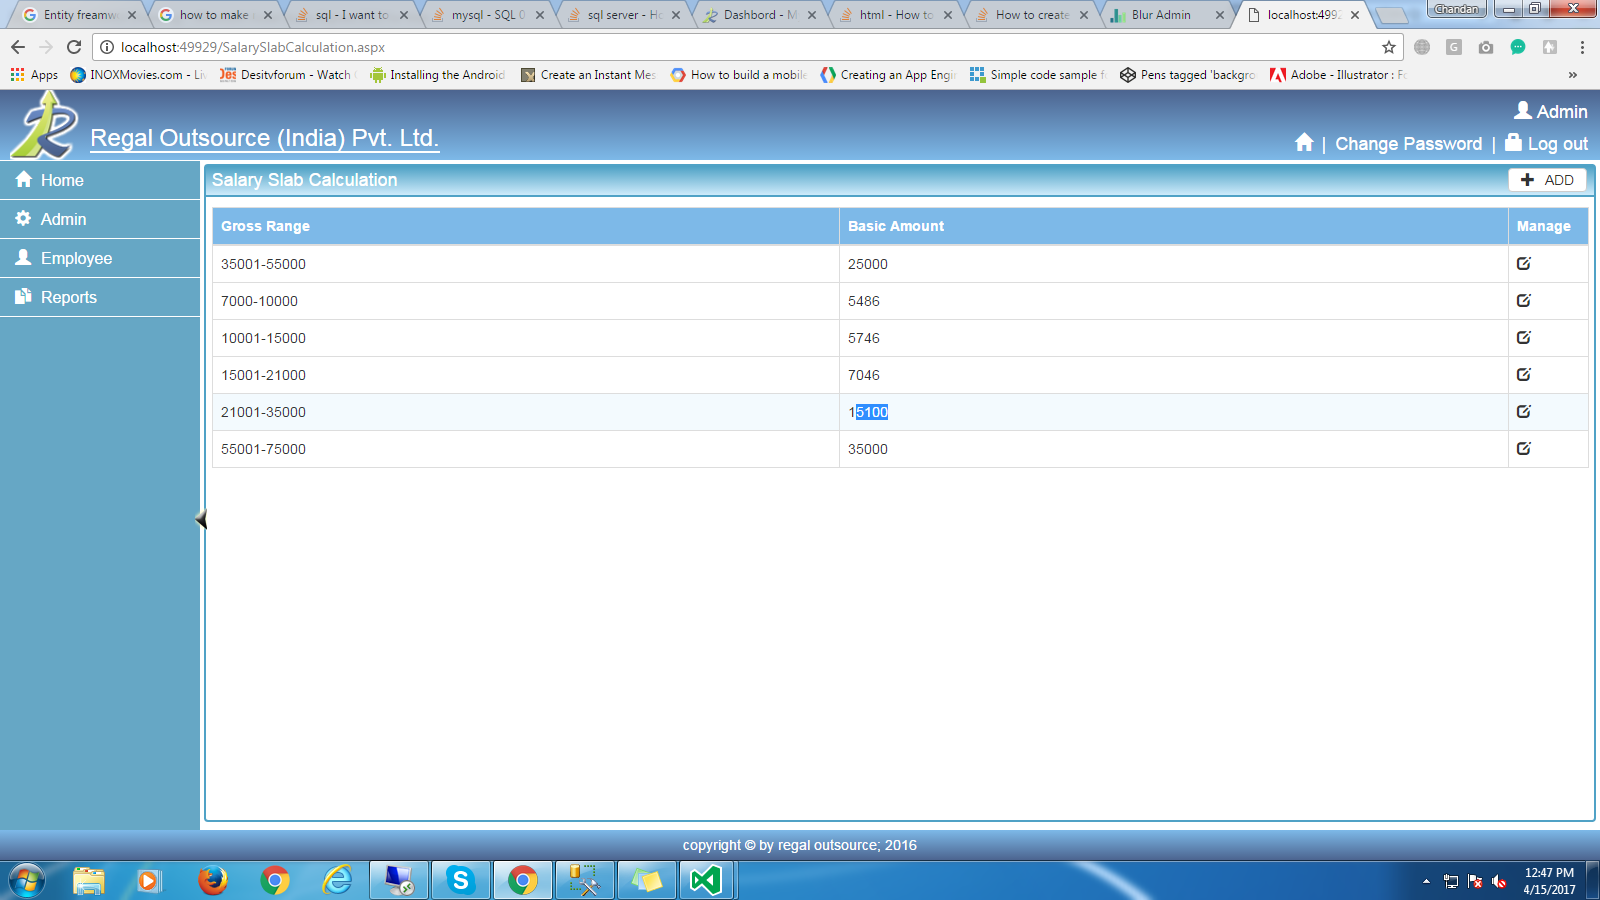 Entity freamw
how to make
sql - I want to
mysql - SQL
sql server - Ho
Dashbord - M
html - How to
How to create
Blur Admin
localhost:4992
Chandan
localhost:49929/SalarySlabCalculation.aspx
Apps
INOXMovies.com - Liv
Desitvforum - Watch
Installing the Android
Create an Instant Mes
How to build a mobile
Creating an App Engi
Simple code sample f
Pens tagged 'backgro
Adobe - Illustrator : Fo
»
Regal Outsource (India) Pvt. Ltd.
Admin
| Change Password | Log out
Home
Admin
Employee
Reports
Salary Slab Calculation
ADD
Gross Range Basic Amount Manage
35001-55000 25000
7000-10000 5486
10001-15000 5746
15001-21000 7046
21001-35000 15100
55001-75000 35000
copyright © by regal outsource; 2016
12:47 PM
4/15/2017